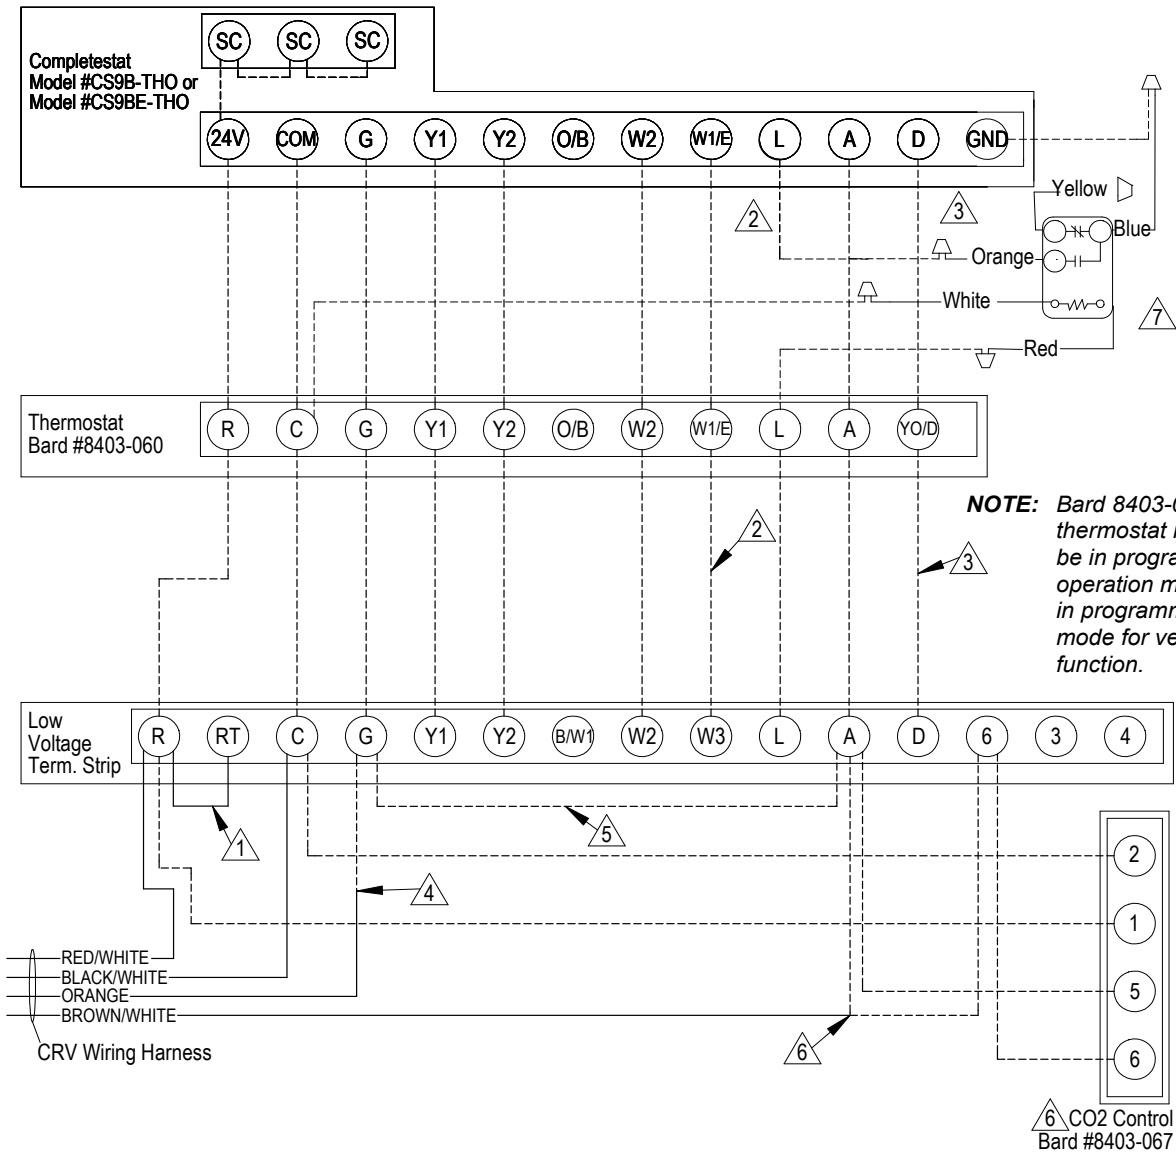 SC SC SC
Completestat
Model #CS9B-THO or
Model #CS9BE-THO
24V COM G Y1 Y2 O/B W2 W1/E L A D GND
Yellow
2
3
Blue
Orange
White
7
Red
Thermostat
Bard #8403-060
R C G Y1 Y2 O/B W2 W1/E L A YO/D
NOTE: Bard 8403-0
thermostat
be in progra
operation m
in programm
mode for ve
function.
2
3
Low
Voltage
Term. Strip
R RT C G Y1 Y2 B/W1 W2 W3 L A D 6 3 4
1
5
2
4
1
RED/WHITE
BLACK/WHITE
ORANGE
BROWN/WHITE
5
6
CRV Wiring Harness
6
6 CO2 Control
Bard #8403-067